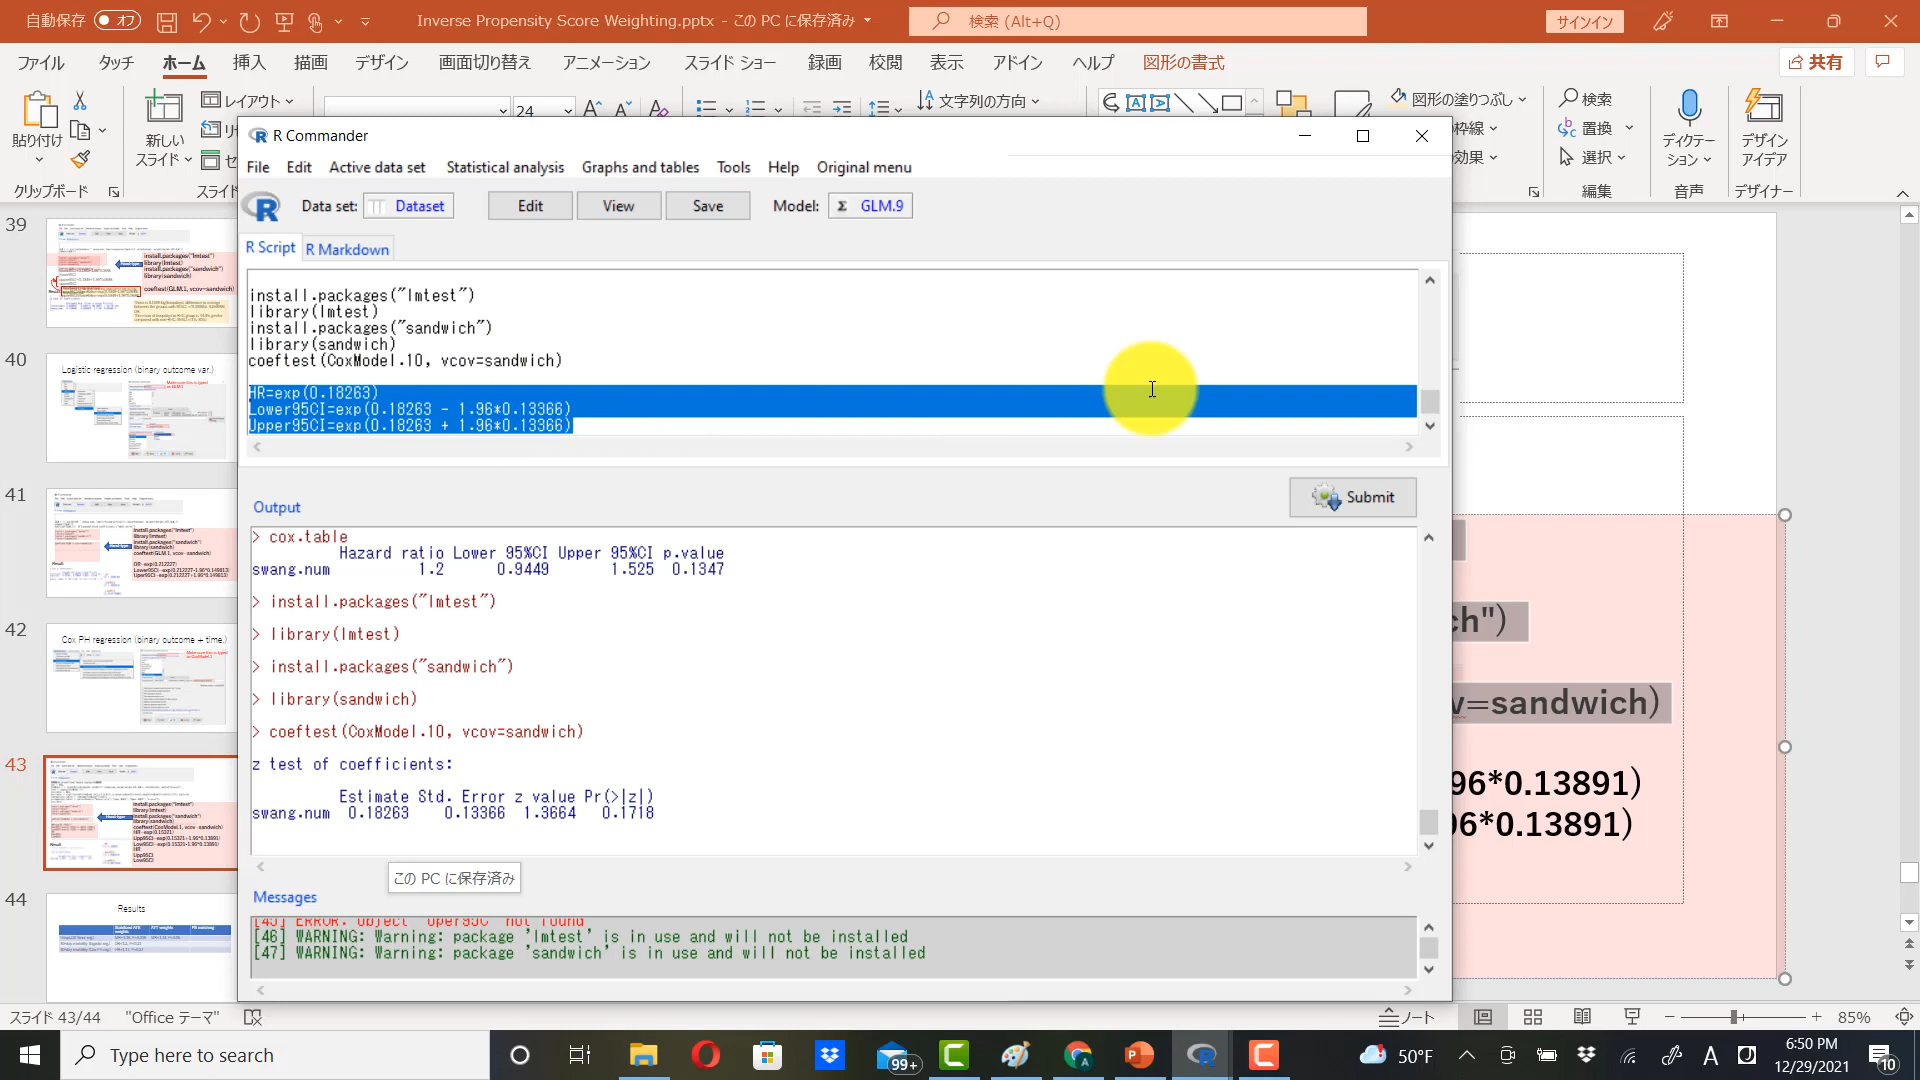 自動保存 オフ
Inverse Propensity Score Weighting.pptx - この PC に保存済み
検索 (Alt+Q)
サインイン
ファイル タッチ ホーム 挿入 描画 デザイン 画面切り替え アニメーション スライド ショー 録画 校閲 表示 アドイン ヘルプ 図形の書式
共有
貼り付け
新しい
スライド
レイアウト
24
文字列の方向
図形の塗りつぶし
枠線
効果
検索
置換
選択
ディクテー
ション
デザイン
アイデア
クリップボード
スライド
編集
音声
デザイナー
R Commander
File Edit Active data set Statistical analysis Graphs and tables Tools Help Original menu
Data set: Dataset Edit View Save Model: Σ GLM.9
R Script R Markdown
install.packages("lmtest")
library(lmtest)
install.packages("sandwich")
library(sandwich)
coeftest(CoxModel.10, vcov=sandwich)
HR=exp(0.18263)
Lower95CI=exp(0.18263 - 1.96*0.13366)
Upper95CI=exp(0.18263 + 1.96*0.13366)
Submit
Output
> cox.table
Hazard ratio Lower 95%CI Upper 95%CI p.value
swang.num 1.2 0.9449 1.525 0.1347
> install.packages("lmtest")
> library(lmtest)
> install.packages("sandwich")
> library(sandwich)
> coeftest(CoxModel.10, vcov=sandwich)
z test of coefficients:
Estimate Std. Error z value Pr(>|z|)
swang.num 0.18263 0.13366 1.3664 0.1718
この PC に保存済み
Messages
[46] WARNING: Warning: package 'lmtest' is in use and will not be installed
[47] WARNING: Warning: package 'sandwich' is in use and will not be installed
39
40
Logistic regression (binary outcome var.)
41
42
Cox PH regression (binary outcome + time.)
43
44
Results
ch")
v=sandwich)
96*0.13891)
96*0.13891)
スライド 43/44 "Office テーマ"
ノート
85%
Type here to search
99+
50°F
A
6:50 PM
12/29/2021
10